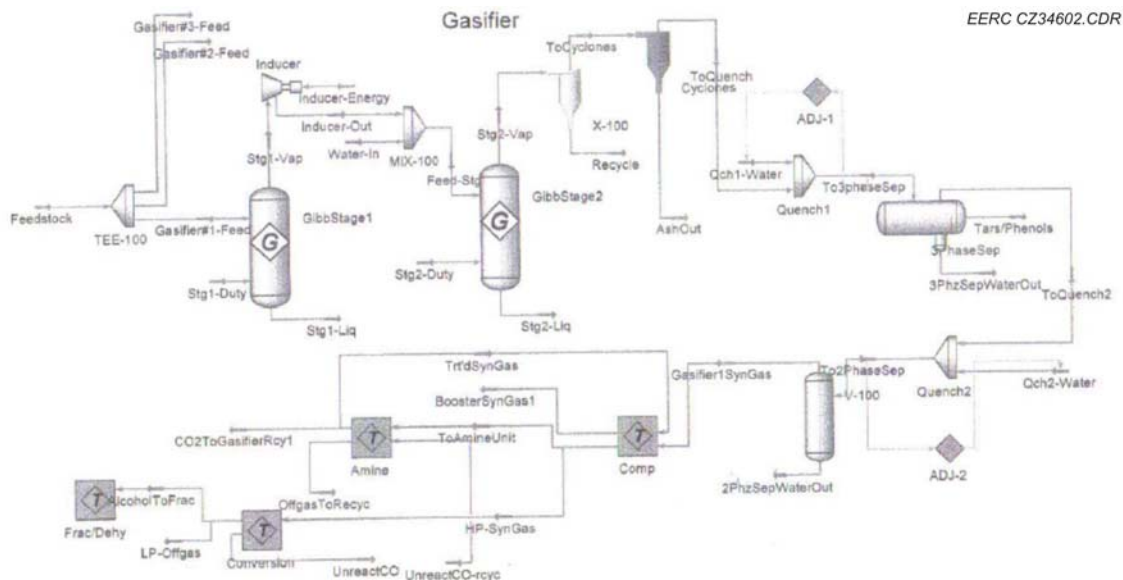 Gasifier
EERC CZ34602.CDR
Gasifier#3-Feed
Gasifier#2-Feed
Inducer
Inducer-Energy
Inducer-Out
Water-In
MIX-100
Stg1-Vap
Feed-Stg
Stg2-Vap
ToCyclones
X-100
Recycle
ToQuench
Cyclones
ADJ-1
Qch1-Water
Quench1
To3phaseSep
Feedstock
TEE-100
Gasifier#1-Feed
GibbStage1
G
GibbStage2
G
AshOut
Tars/Phenols
3PhaseSep
3PhzSepWaterOut
ToQuench2
Stg1-Duty
Stg1-Liq
Stg2-Duty
Stg2-Liq
Trt'dSynGas
Gasifier1SynGas
To2PhaseSep
V-100
Quench2
Qch2-Water
BoosterSynGas1
CO2ToGasifierRcy1
T
Amine
ToAmineUnit
T
Comp
2PhzSepWaterOut
ADJ-2
T
AlcoholToFrac
Frac/Dehy
OffgasToRecyc
HP-SynGas
LP-Offgas
T
Conversion
UnreactCO
UnreactCO-rcyc